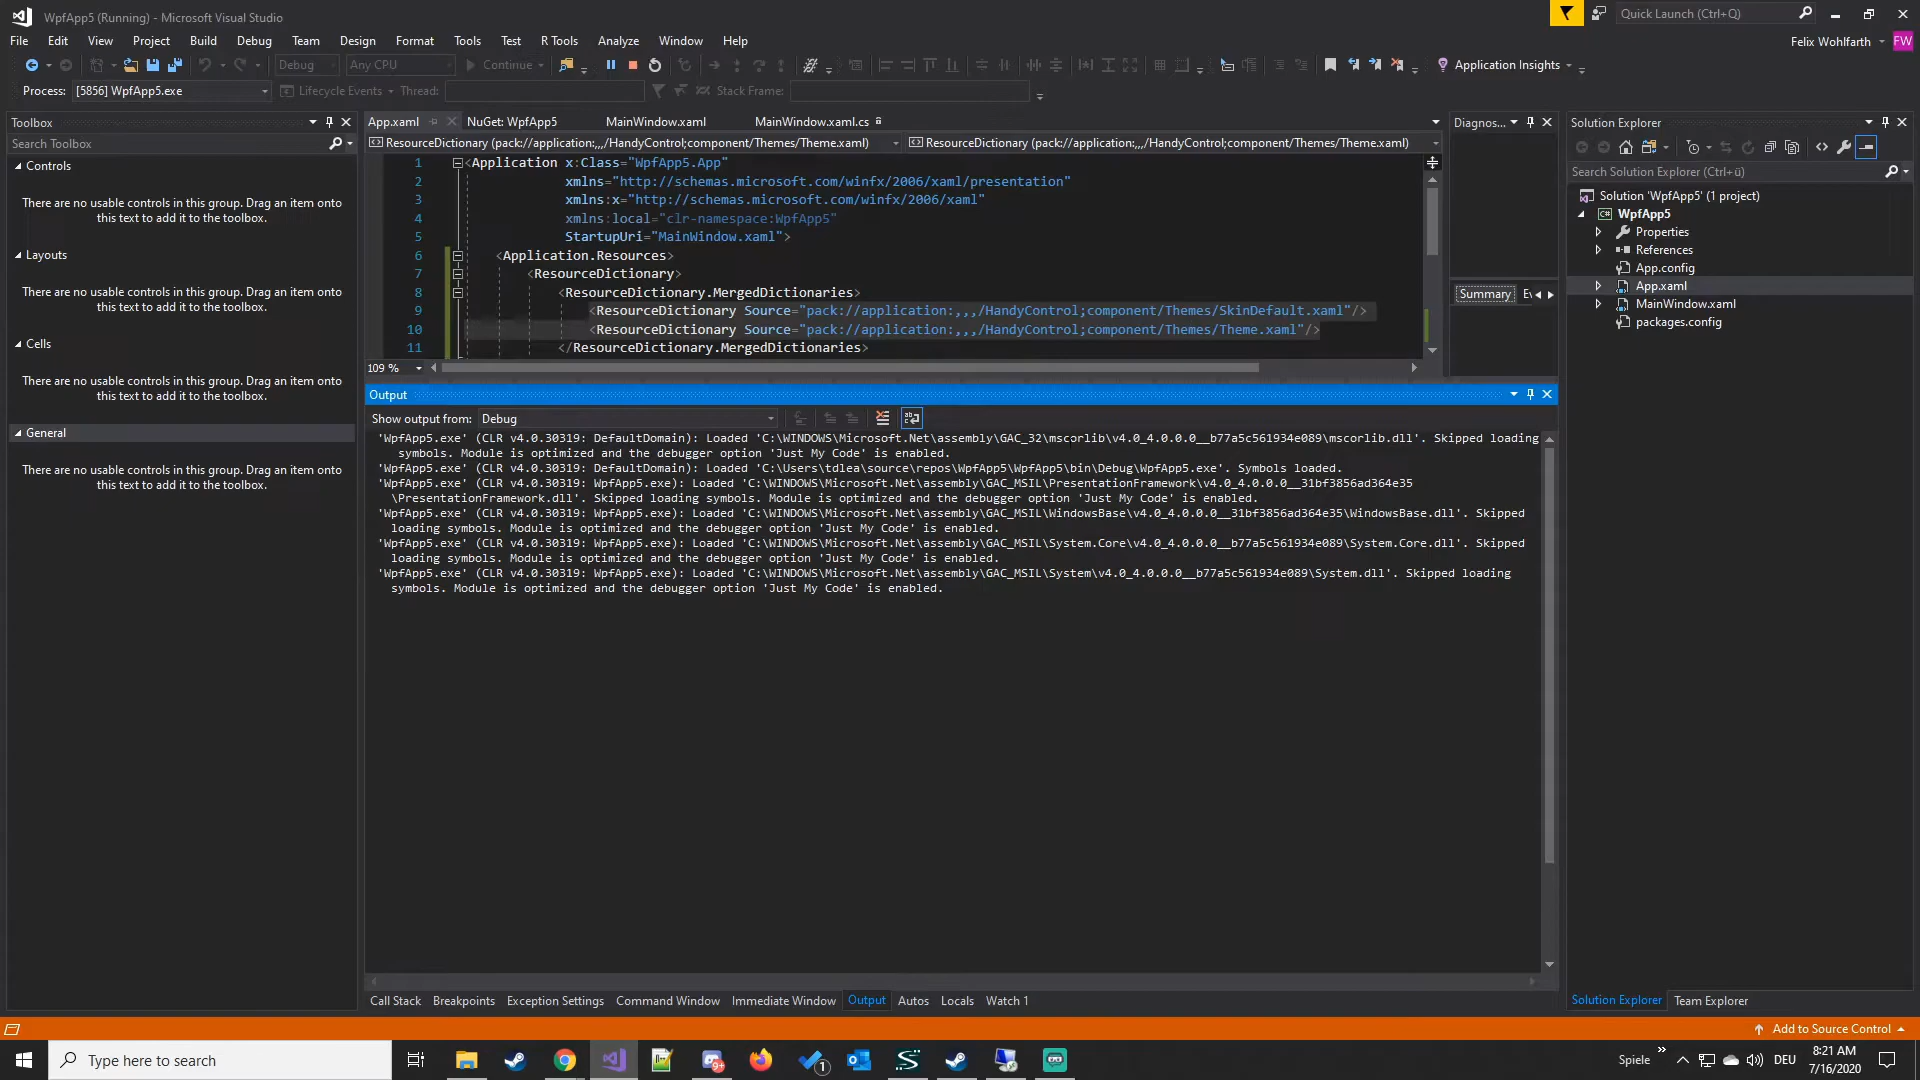 WpfApp5 (Running) - Microsoft Visual Studio
Quick Launch (Ctrl+Q)
File Edit View Project Build Debug Team Design Format Tools Test R Tools Analyze Window Help
Felix Wohlfarth FW
Debug Any CPU Continue Application Insights
Process: [5856] WpfApp5.exe Lifecycle Events Thread: Stack Frame:
Toolbox
Search Toolbox
Controls
There are no usable controls in this group. Drag an item onto
this text to add it to the toolbox.
Layouts
There are no usable controls in this group. Drag an item onto
this text to add it to the toolbox.
Cells
There are no usable controls in this group. Drag an item onto
this text to add it to the toolbox.
General
There are no usable controls in this group. Drag an item onto
this text to add it to the toolbox.
App.xaml NuGet: WpfApp5 MainWindow.xaml MainWindow.xaml.cs
ResourceDictionary (pack://application:,,,/HandyControl;component/Themes/Theme.xaml) ResourceDictionary (pack://application:,,,/HandyControl;component/Themes/Theme.xaml)
1 <Application x:Class="WpfApp5.App"
2 xmlns="http://schemas.microsoft.com/winfx/2006/xaml/presentation"
3 xmlns:x="http://schemas.microsoft.com/winfx/2006/xaml"
4 xmlns:local="clr-namespace:WpfApp5"
5 StartupUri="MainWindow.xaml">
6 <Application.Resources>
7 <ResourceDictionary>
8 <ResourceDictionary.MergedDictionaries>
9 <ResourceDictionary Source="pack://application:,,,/HandyControl;component/Themes/SkinDefault.xaml"/>
10 <ResourceDictionary Source="pack://application:,,,/HandyControl;component/Themes/Theme.xaml"/>
11 </ResourceDictionary.MergedDictionaries>
109 %
Output
Show output from: Debug
'WpfApp5.exe' (CLR v4.0.30319: DefaultDomain): Loaded 'C:\WINDOWS\Microsoft.Net\assembly\GAC_32\mscorlib\v4.0_4.0.0.0__b77a5c561934e089\mscorlib.dll'. Skipped loading
symbols. Module is optimized and the debugger option 'Just My Code' is enabled.
'WpfApp5.exe' (CLR v4.0.30319: DefaultDomain): Loaded 'C:\Users\tdlea\source\repos\WpfApp5\WpfApp5\bin\Debug\WpfApp5.exe'. Symbols loaded.
'WpfApp5.exe' (CLR v4.0.30319: WpfApp5.exe): Loaded 'C:\WINDOWS\Microsoft.Net\assembly\GAC_MSIL\PresentationFramework\v4.0_4.0.0.0__31bf3856ad364e35
\PresentationFramework.dll'. Skipped loading symbols. Module is optimized and the debugger option 'Just My Code' is enabled.
'WpfApp5.exe' (CLR v4.0.30319: WpfApp5.exe): Loaded 'C:\WINDOWS\Microsoft.Net\assembly\GAC_MSIL\WindowsBase\v4.0_4.0.0.0__31bf3856ad364e35\WindowsBase.dll'. Skipped
loading symbols. Module is optimized and the debugger option 'Just My Code' is enabled.
'WpfApp5.exe' (CLR v4.0.30319: WpfApp5.exe): Loaded 'C:\WINDOWS\Microsoft.Net\assembly\GAC_MSIL\System.Core\v4.0_4.0.0.0__b77a5c561934e089\System.Core.dll'. Skipped
loading symbols. Module is optimized and the debugger option 'Just My Code' is enabled.
'WpfApp5.exe' (CLR v4.0.30319: WpfApp5.exe): Loaded 'C:\WINDOWS\Microsoft.Net\assembly\GAC_MSIL\System\v4.0_4.0.0.0__b77a5c561934e089\System.dll'. Skipped loading
symbols. Module is optimized and the debugger option 'Just My Code' is enabled.
Call Stack Breakpoints Exception Settings Command Window Immediate Window Output Autos Locals Watch 1
Diagnos...
Summary
Solution Explorer
Search Solution Explorer (Ctrl+ü)
Solution 'WpfApp5' (1 project)
WpfApp5
Properties
References
App.config
App.xaml
MainWindow.xaml
packages.config
Solution Explorer Team Explorer
Add to Source Control
Type here to search
Spiele DEU 8:21 AM
7/16/2020